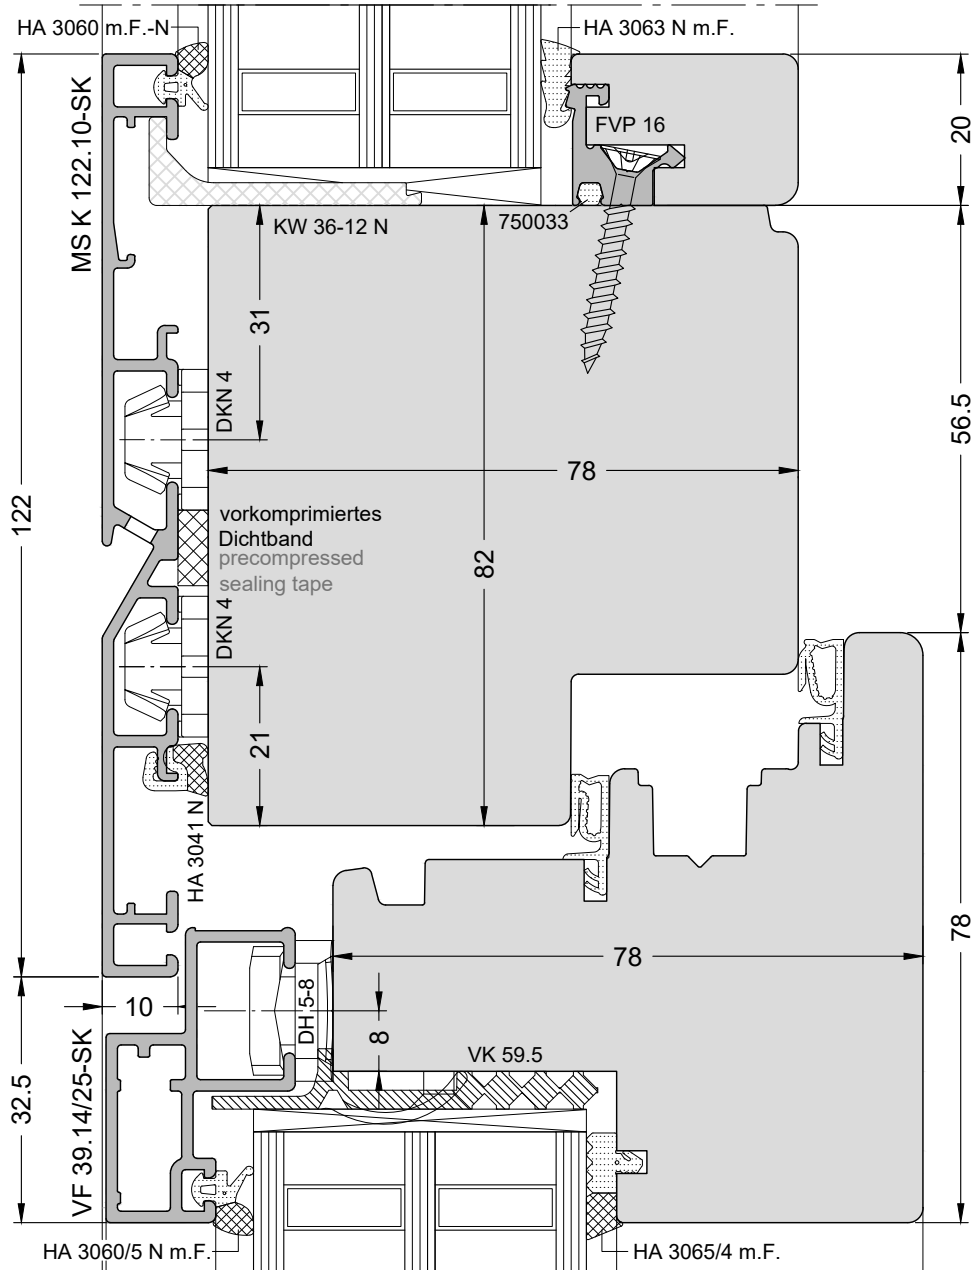 HA 3060 m.F.-N
HA 3063 N m.F.
MS K 122.10-SK
FVP 16
20
KW 36-12 N
750033
31
DKN 4
56.5
78
122
vorkomprimiertes
Dichtband
precompressed
sealing tape
82
DKN 4
21
HA 3041 N
78
78
10
DH 5-8
8
VK 59.5
32.5
VF 39.14/25-SK
HA 3060/5 N m.F.
HA 3065/4 m.F.